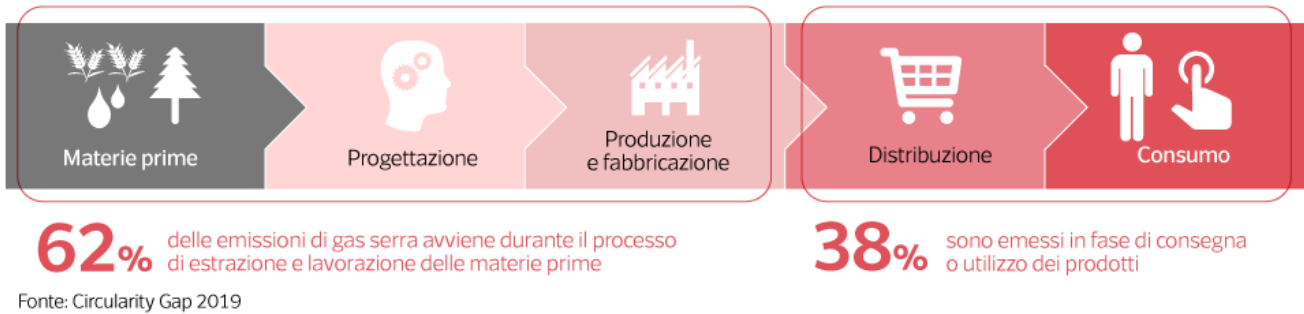 Materie prime
Progettazione
Produzione
e fabbricazione
Distribuzione
Consumo
62%
delle emissioni di gas serra avviene durante il processo
di estrazione e lavorazione delle materie prime
38%
sono emessi in fase di consegna
o utilizzo dei prodotti
Fonte: Circularity Gap 2019